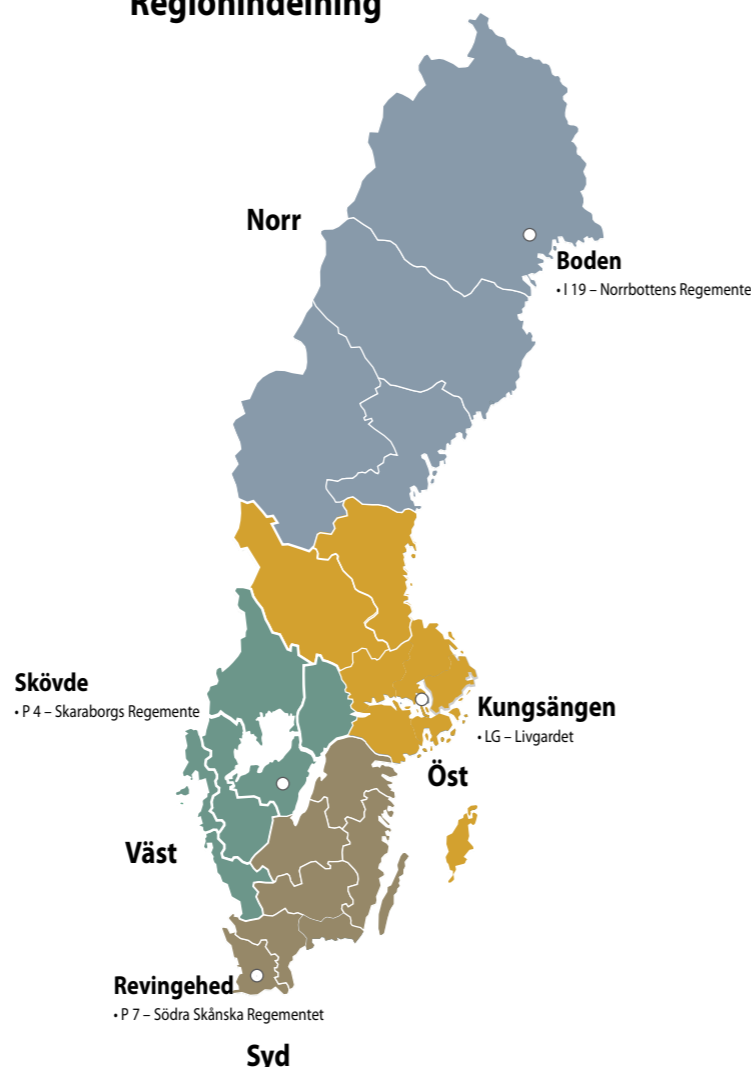 Regionindelning
Norr
Boden
• I 19 – Norrbottens Regemente
Skövde
• P 4 – Skaraborgs Regemente
Kungsängen
• LG – Livgardet
Öst
Väst
Revingehed
• P 7 – Södra Skånska Regementet
Syd